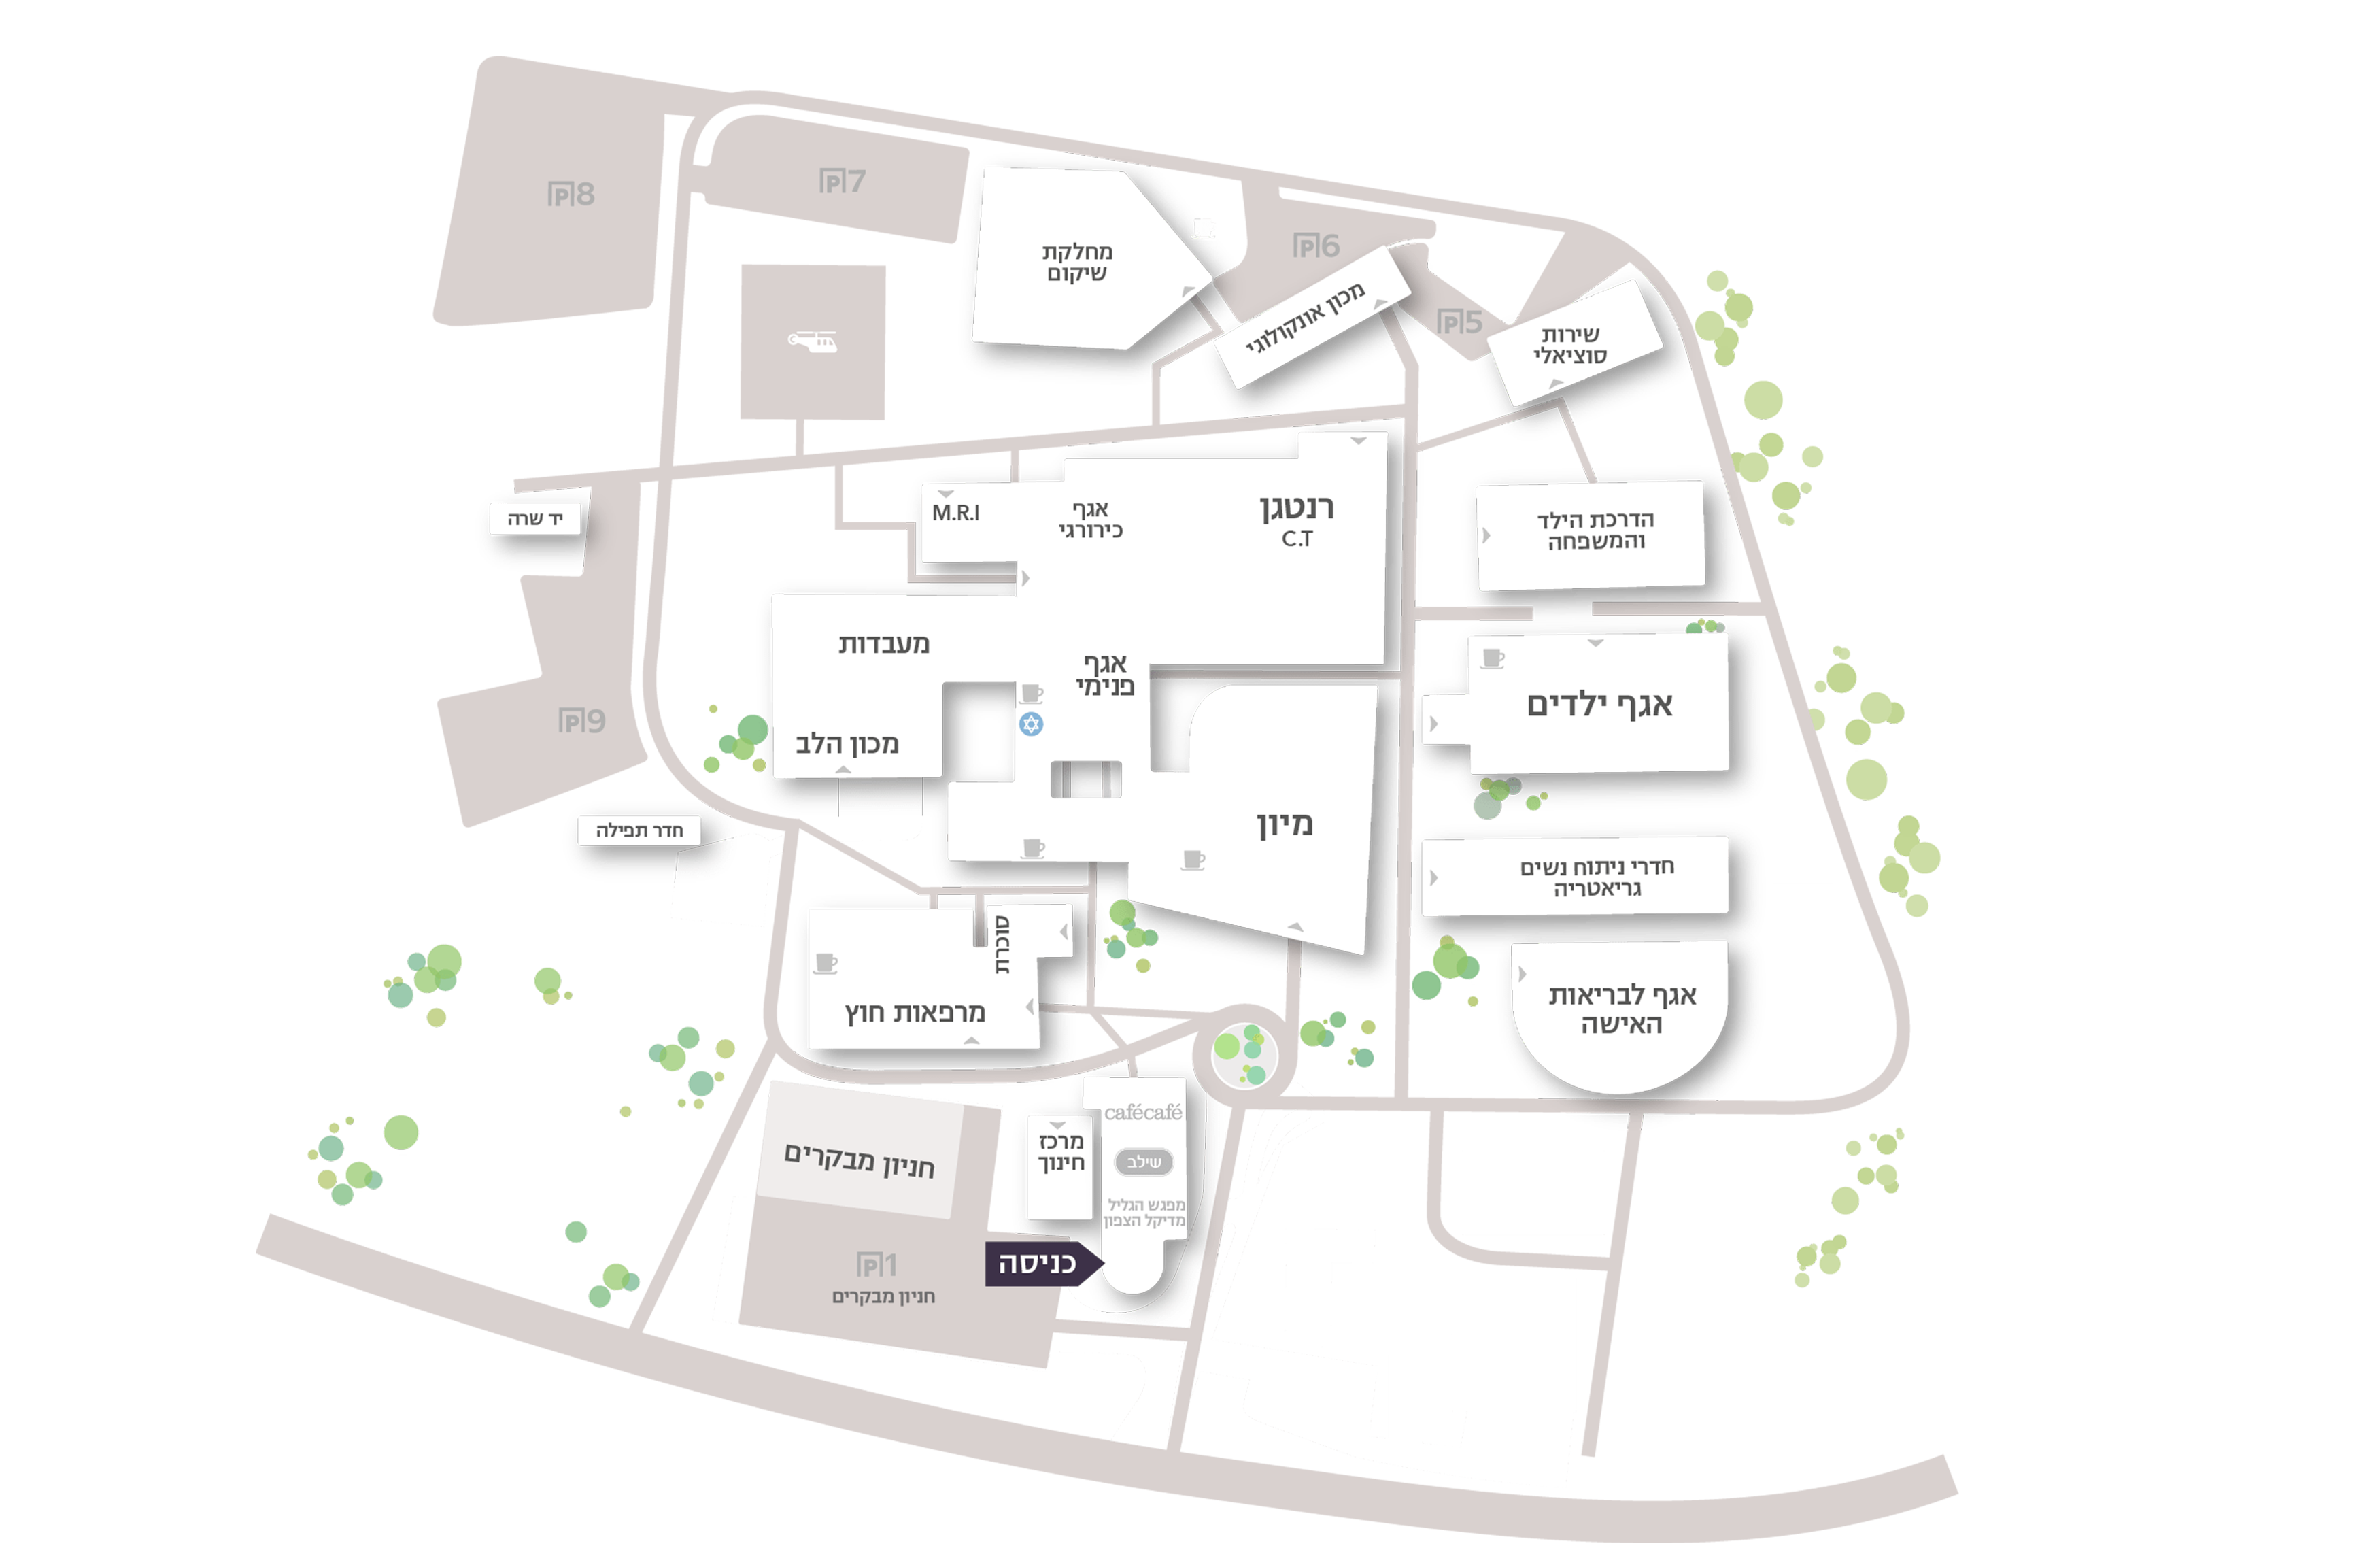 P8
P7
P6
P5
מחלקת
שיקום
מכון אונקולוגי
שירות
סוציאלי
יד שרה
M.R.I
אגף
כירורגי
רנטגן
C.T
הדרכת הילד
והמשפחה
מעבדות
אגף
פנימי
אגף ילדים
P9
מכון הלב
חדר תפילה
מיון
חדרי ניתוח נשים
גריאטריה
סוכרת
מרפאות חוץ
אגף לבריאות
האישה
חניון מבקרים
מרכז
חינוך
cafécafé
שילב
מפגש הגליל
מדיקל הצפון
כניסה
P1
חניון מבקרים